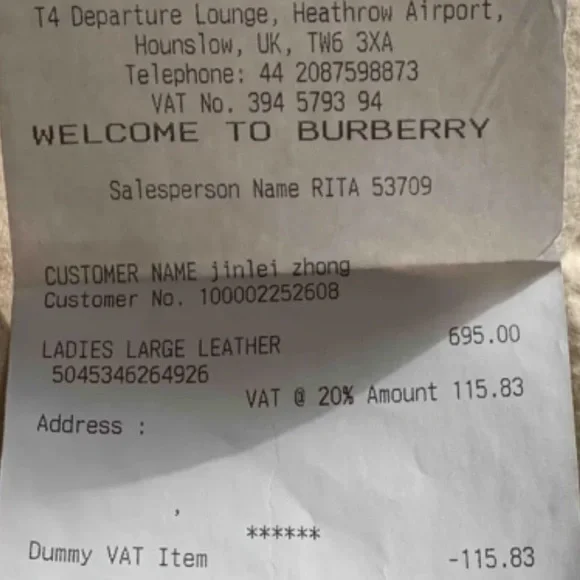 T4 Departure Lounge, Heathrow Airport,
Hounslow, UK, TW6 3XA
Telephone: 44 2087598873
VAT No. 394 5793 94
WELCOME TO BURBERRY
Salesperson Name RITA 53709
CUSTOMER NAME jinlei zhong
Customer No. 100002252608
LADIES LARGE LEATHER 695.00
5045346264926
VAT @ 20% Amount 115.83
Address :
,
******
Dummy VAT Item -115.83